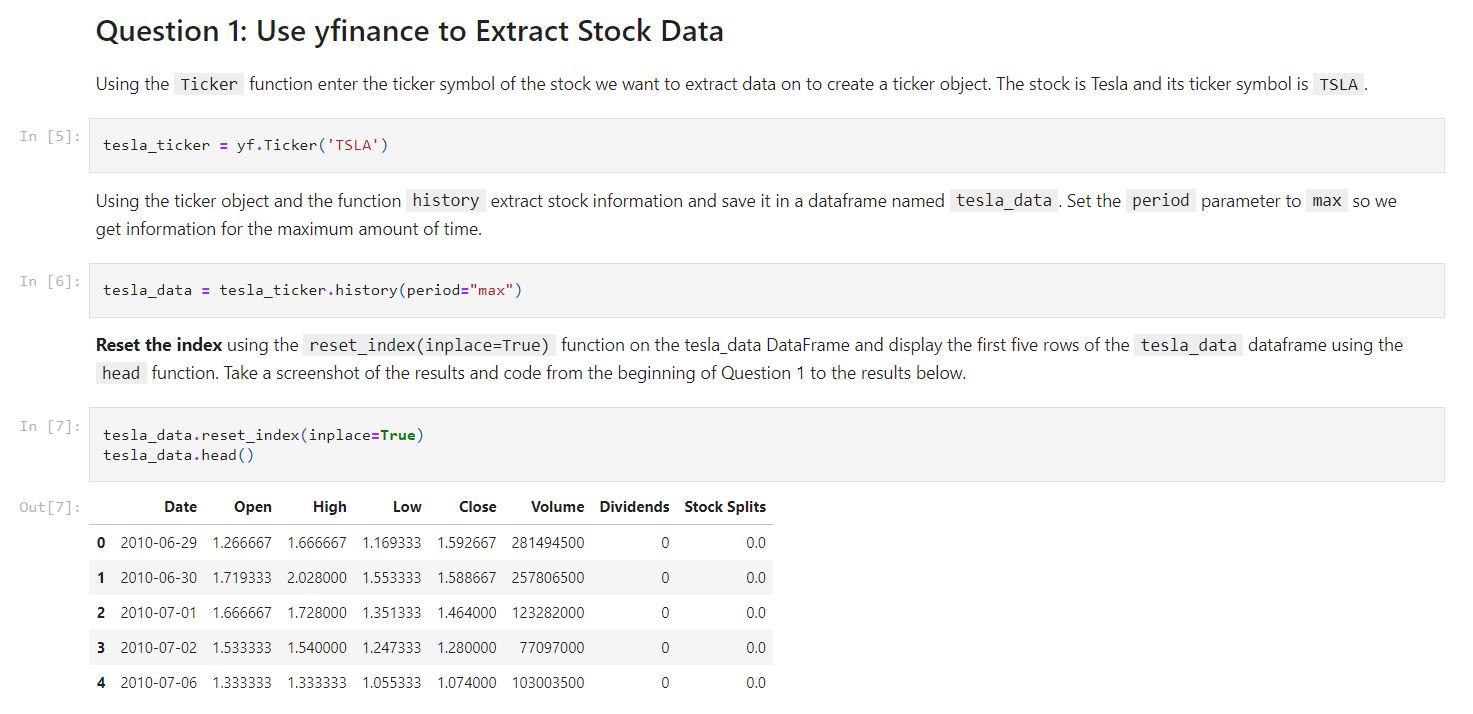 Question 1: Use yfinance to Extract Stock Data
Using the Ticker function enter the ticker symbol of the stock we want to extract data on to create a ticker object. The stock is Tesla and its ticker symbol is TSLA .
In [5]: tesla_ticker = yf.Ticker('TSLA')
Using the ticker object and the function history extract stock information and save it in a dataframe named tesla_data . Set the period parameter to max so we
get information for the maximum amount of time.
In [6]: tesla_data = tesla_ticker.history(period="max")
Reset the index using the reset_index(inplace=True) function on the tesla_data DataFrame and display the first five rows of the tesla_data dataframe using the
head function. Take a screenshot of the results and code from the beginning of Question 1 to the results below.
In [7]: tesla_data.reset_index(inplace=True)
tesla_data.head()
Out[7]: Date Open High Low Close Volume Dividends Stock Splits
0 2010-06-29 1.266667 1.666667 1.169333 1.592667 281494500 0 0.0
1 2010-06-30 1.719333 2.028000 1.553333 1.588667 257806500 0 0.0
2 2010-07-01 1.666667 1.728000 1.351333 1.464000 123282000 0 0.0
3 2010-07-02 1.533333 1.540000 1.247333 1.280000 77097000 0 0.0
4 2010-07-06 1.333333 1.333333 1.055333 1.074000 103003500 0 0.0